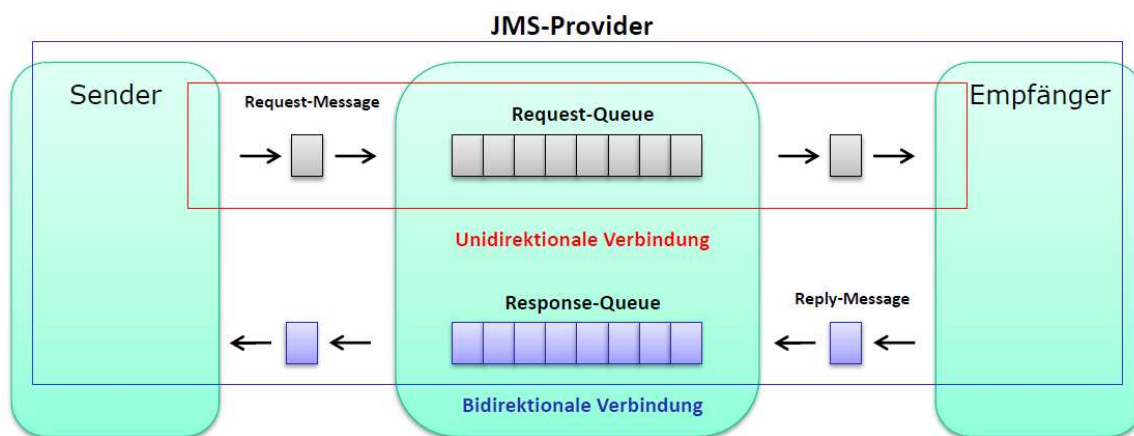 JMS-Provider
Sender
Empfänger
Request-Message
Request-Queue
Unidirektionale Verbindung
Response-Queue
Reply-Message
Bidirektionale Verbindung